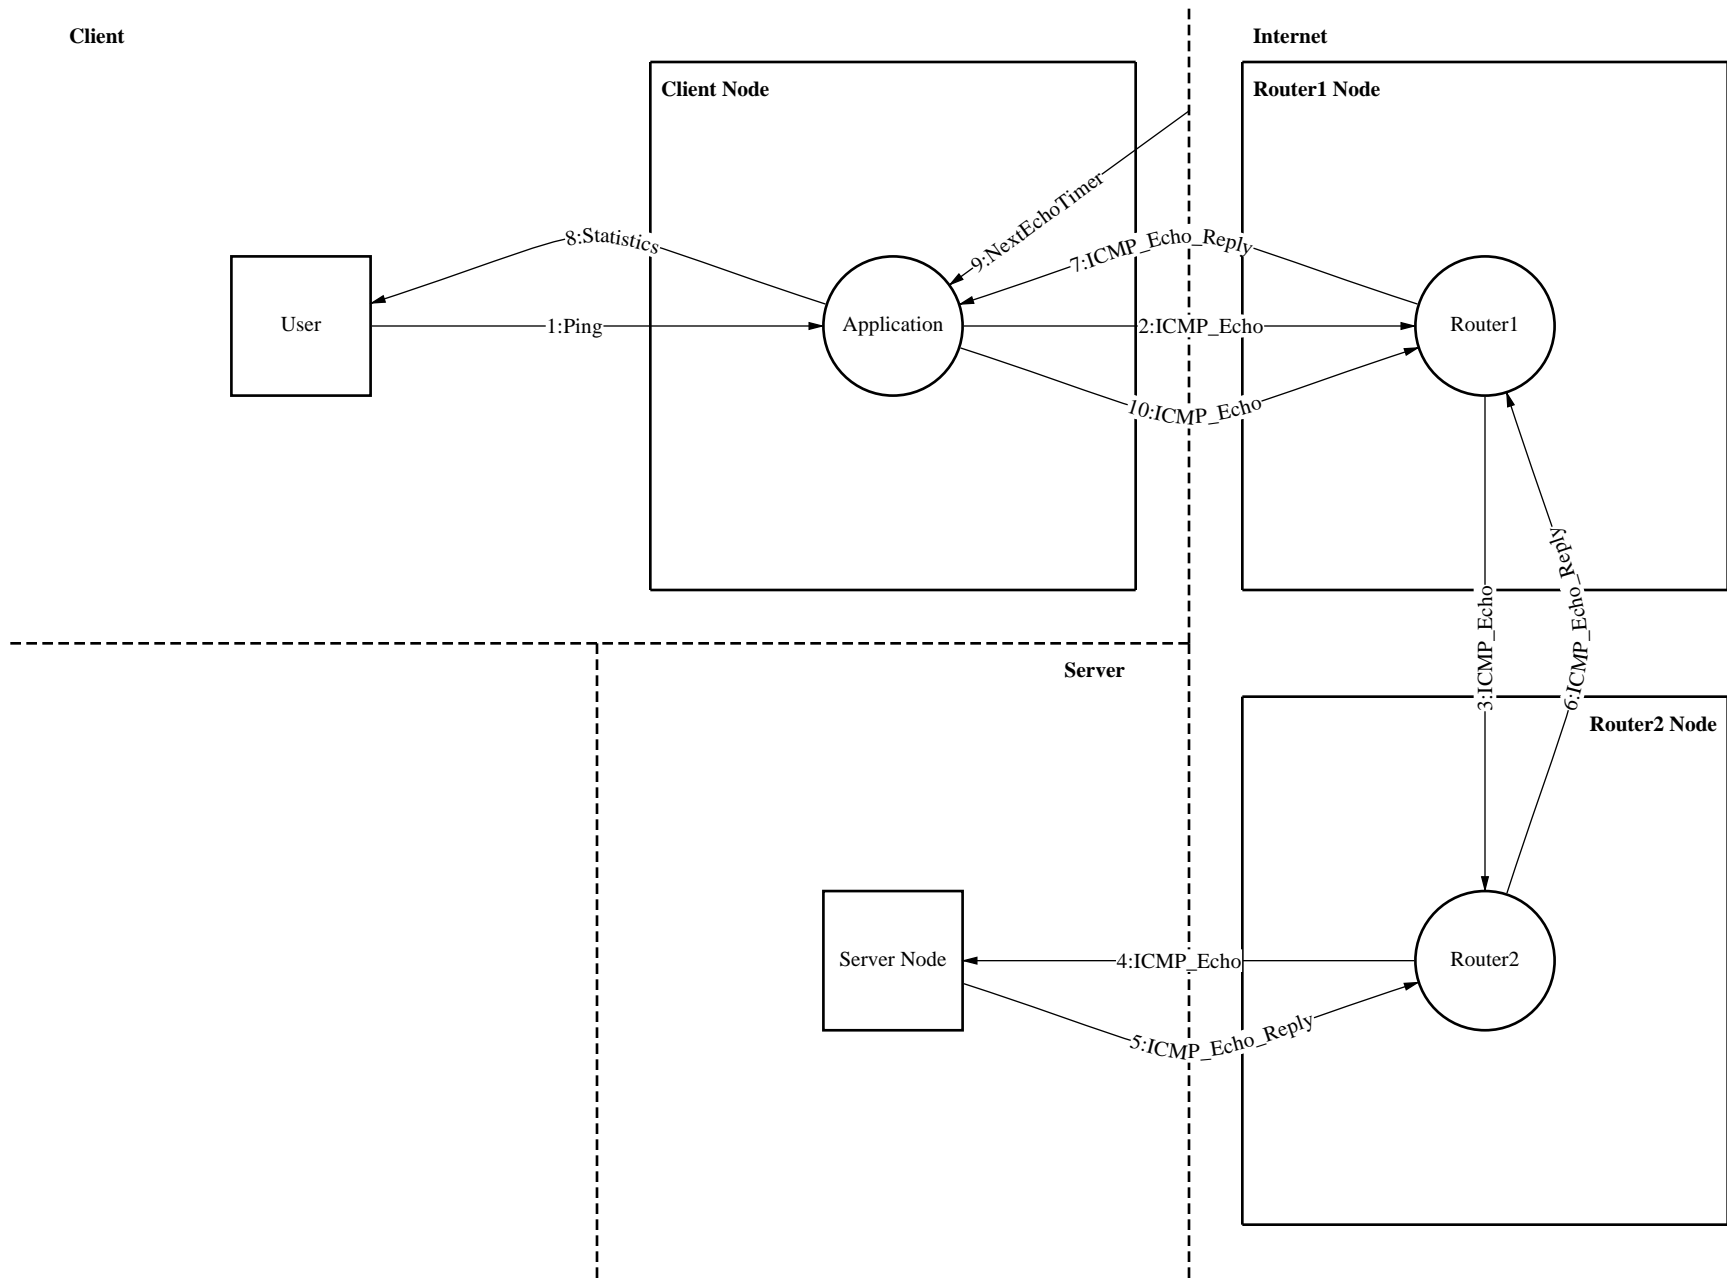 Client
Internet
Client Node
Router1 Node
9:NextEchoTimer
8:Statistics
7:ICMP_Echo_Reply
User
1:Ping
Application
2:ICMP_Echo
Router1
10:ICMP_Echo
3:ICMP_Echo
6:ICMP_Echo_Reply
Server
Router2 Node
Server Node
4:ICMP_Echo
Router2
5:ICMP_Echo_Reply